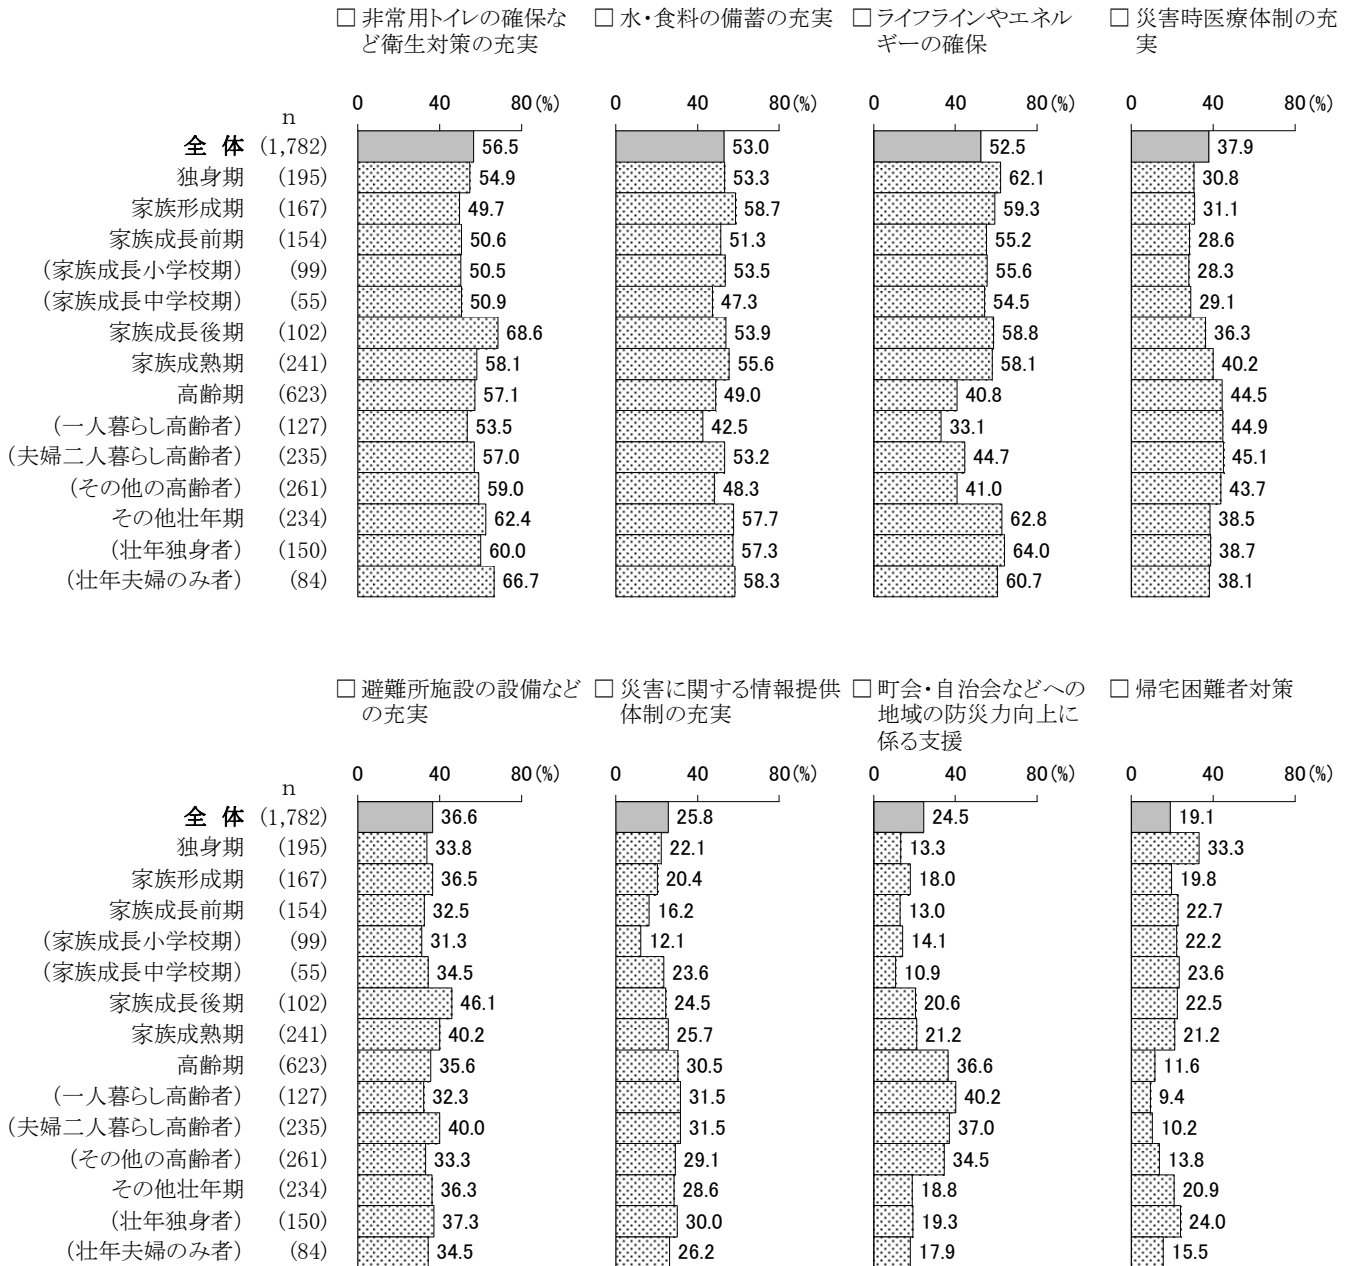 □ 非常用トイレの確保な
ど衛生対策の充実
□ 水・食料の備蓄の充実
□ ライフラインやエネル
ギーの確保
□ 災害時医療体制の充
実
0 40 80(%) 0 40 80(%) 0 40 80(%) 0 40 80(%)
n
全 体 (1,782) 56.5 53.0 52.5 37.9
独身期 (195) 54.9 53.3 62.1 30.8
家族形成期 (167) 49.7 58.7 59.3 31.1
家族成長前期 (154) 50.6 51.3 55.2 28.6
(家族成長小学校期) (99) 50.5 53.5 55.6 28.3
(家族成長中学校期) (55) 50.9 47.3 54.5 29.1
家族成長後期 (102) 68.6 53.9 58.8 36.3
家族成熟期 (241) 58.1 55.6 58.1 40.2
高齢期 (623) 57.1 49.0 40.8 44.5
(一人暮らし高齢者) (127) 53.5 42.5 33.1 44.9
(夫婦二人暮らし高齢者) (235) 57.0 53.2 44.7 45.1
(その他の高齢者) (261) 59.0 48.3 41.0 43.7
その他壮年期 (234) 62.4 57.7 62.8 38.5
(壮年独身者) (150) 60.0 57.3 64.0 38.7
(壮年夫婦のみ者) (84) 66.7 58.3 60.7 38.1
□ 避難所施設の設備など
の充実
□ 災害に関する情報提供
体制の充実
□ 町会・自治会などへの
地域の防災力向上に
係る支援
□ 帰宅困難者対策
0 40 80(%) 0 40 80(%) 0 40 80(%) 0 40 80(%)
n
全 体 (1,782) 36.6 25.8 24.5 19.1
独身期 (195) 33.8 22.1 13.3 33.3
家族形成期 (167) 36.5 20.4 18.0 19.8
家族成長前期 (154) 32.5 16.2 13.0 22.7
(家族成長小学校期) (99) 31.3 12.1 14.1 22.2
(家族成長中学校期) (55) 34.5 23.6 10.9 23.6
家族成長後期 (102) 46.1 24.5 20.6 22.5
家族成熟期 (241) 40.2 25.7 21.2 21.2
高齢期 (623) 35.6 30.5 36.6 11.6
(一人暮らし高齢者) (127) 32.3 31.5 40.2 9.4
(夫婦二人暮らし高齢者) (235) 40.0 31.5 37.0 10.2
(その他の高齢者) (261) 33.3 29.1 34.5 13.8
その他壮年期 (234) 36.3 28.6 18.8 20.9
(壮年独身者) (150) 37.3 30.0 19.3 24.0
(壮年夫婦のみ者) (84) 34.5 26.2 17.9 15.5